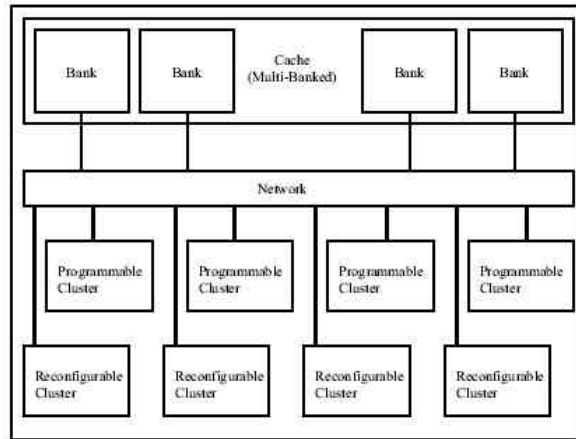 Bank
Bank
Cache
(Multi-Banked)
Bank
Bank
Network
Programmable
Cluster
Programmable
Cluster
Programmable
Cluster
Programmable
Cluster
Reconfigurable
Cluster
Reconfigurable
Cluster
Reconfigurable
Cluster
Reconfigurable
Cluster